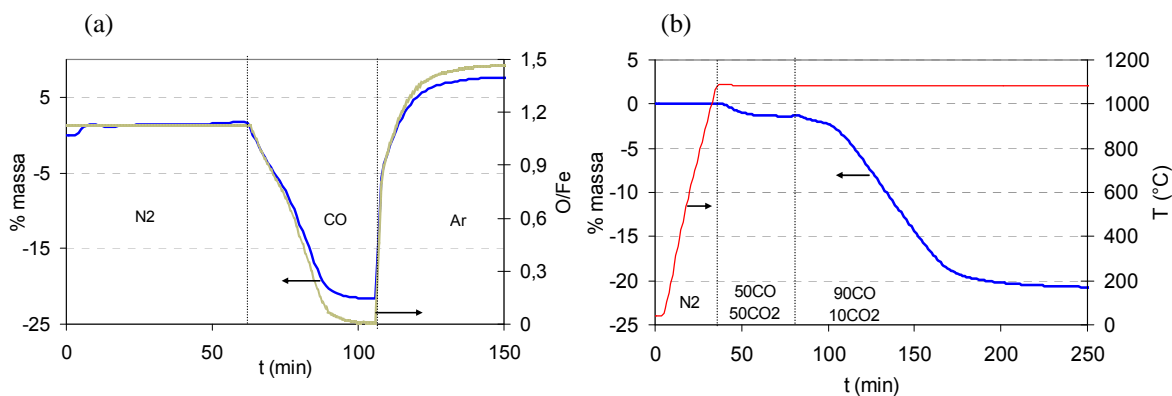 (a)
% massa
5
-5
-15
-25
N2
CO
Ar
1,5
1,2
0,9
0,6
0,3
0
O/Fe
0
50
100
150
t (min)
(b)
% massa
5
0
-5
-10
-15
-20
-25
N2
50CO
50CO2
90CO
10CO2
1200
1000
800
600
400
200
0
T (°C)
0
50
100
150
200
250
t (min)